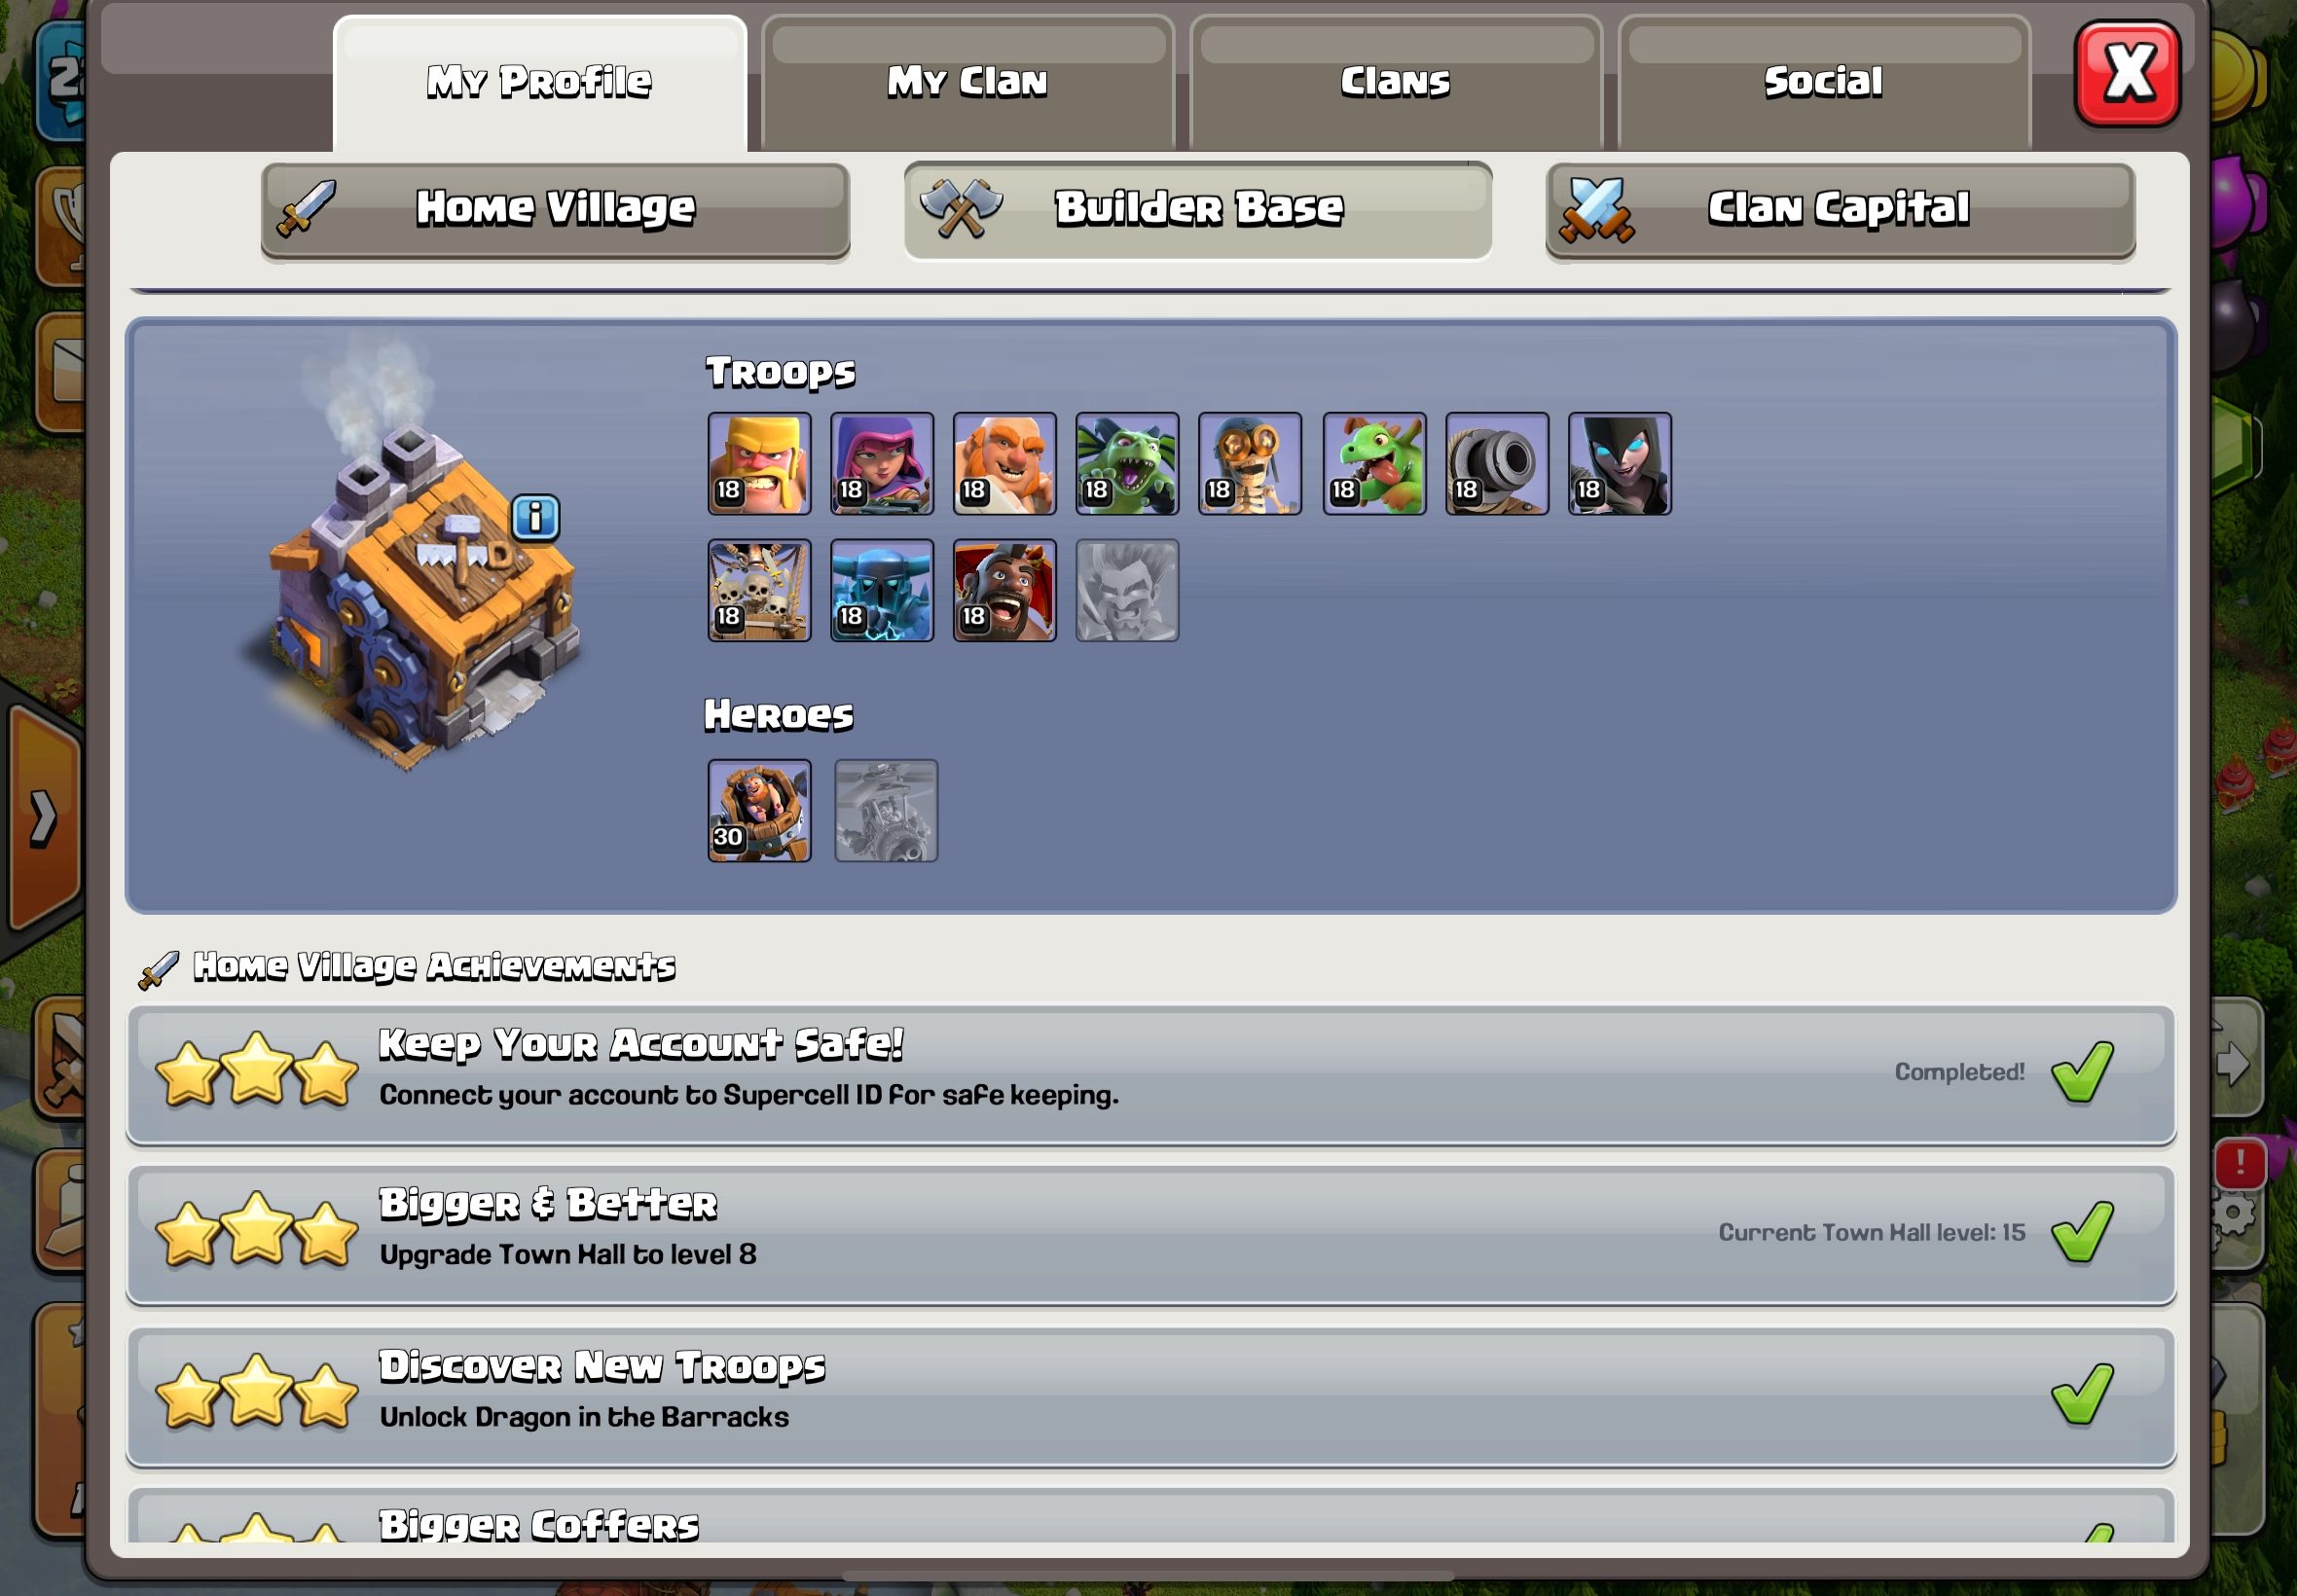 My Profile
My Clan
Clans
Social
X
Home Village
Builder Base
Clan Capital
Troops
18 18 18 18 18 18 18 18
18 18 18
Heroes
30
Home Village Achievements
Keep Your Account Safe!
Connect your account to Supercell ID for safe keeping.
Completed!
Bigger & Better
Upgrade Town Hall to level 8
Current Town Hall level: 15
!
Discover New Troops
Unlock Dragon in the Barracks
Bigger Coffers